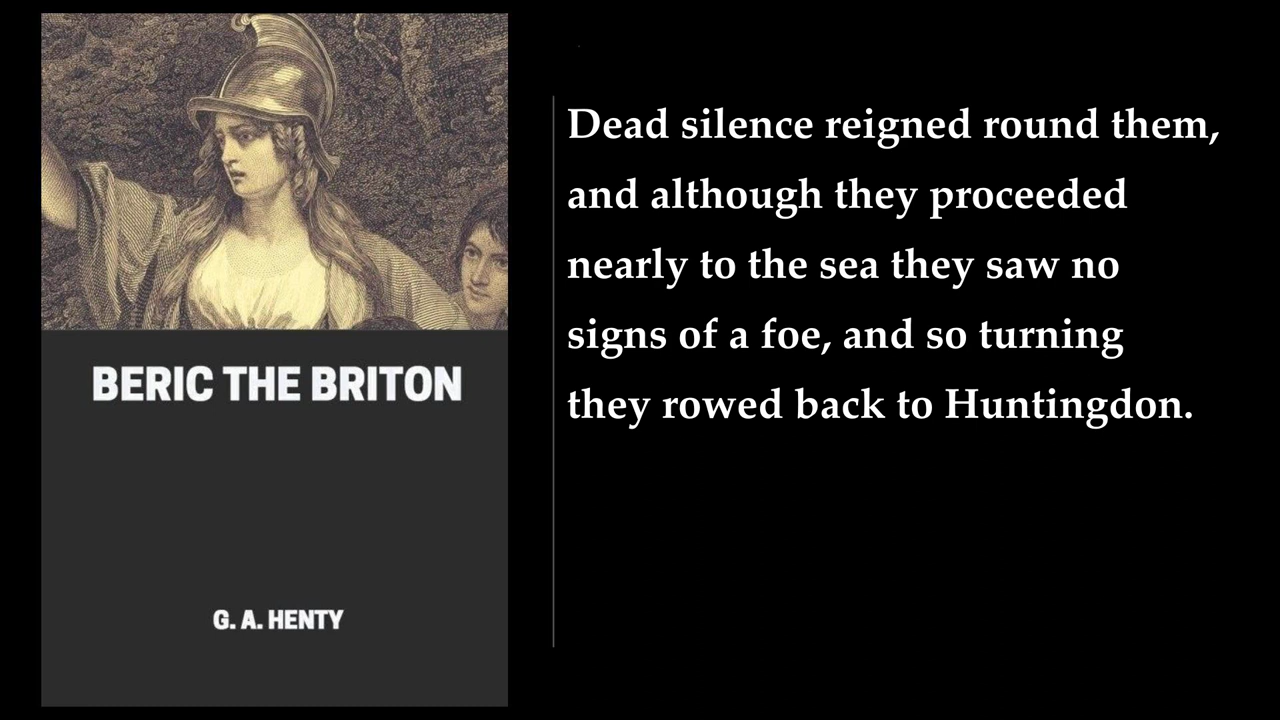 BERIC THE BRITON
G. A. HENTY
Dead silence reigned round them,
and although they proceeded
nearly to the sea they saw no
signs of a foe, and so turning
they rowed back to Huntingdon.